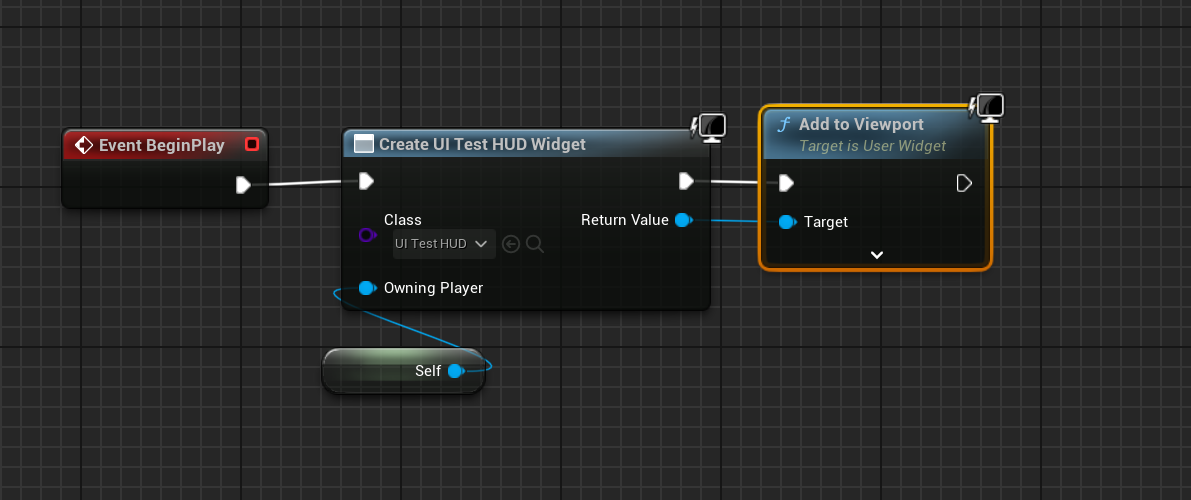 Event BeginPlay
Create UI Test HUD Widget
Class
UI Test HUD
Return Value
Owning Player
Self
f Add to Viewport
Target is User Widget
Target